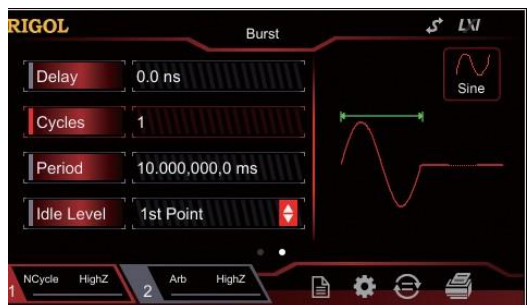 RIGOL
Burst
LXI
Delay 0.0 ns
Sine
Cycles 1
Period 10.000,000,0 ms
Idle Level 1st Point
1 NCycle HighZ
2 Arb HighZ